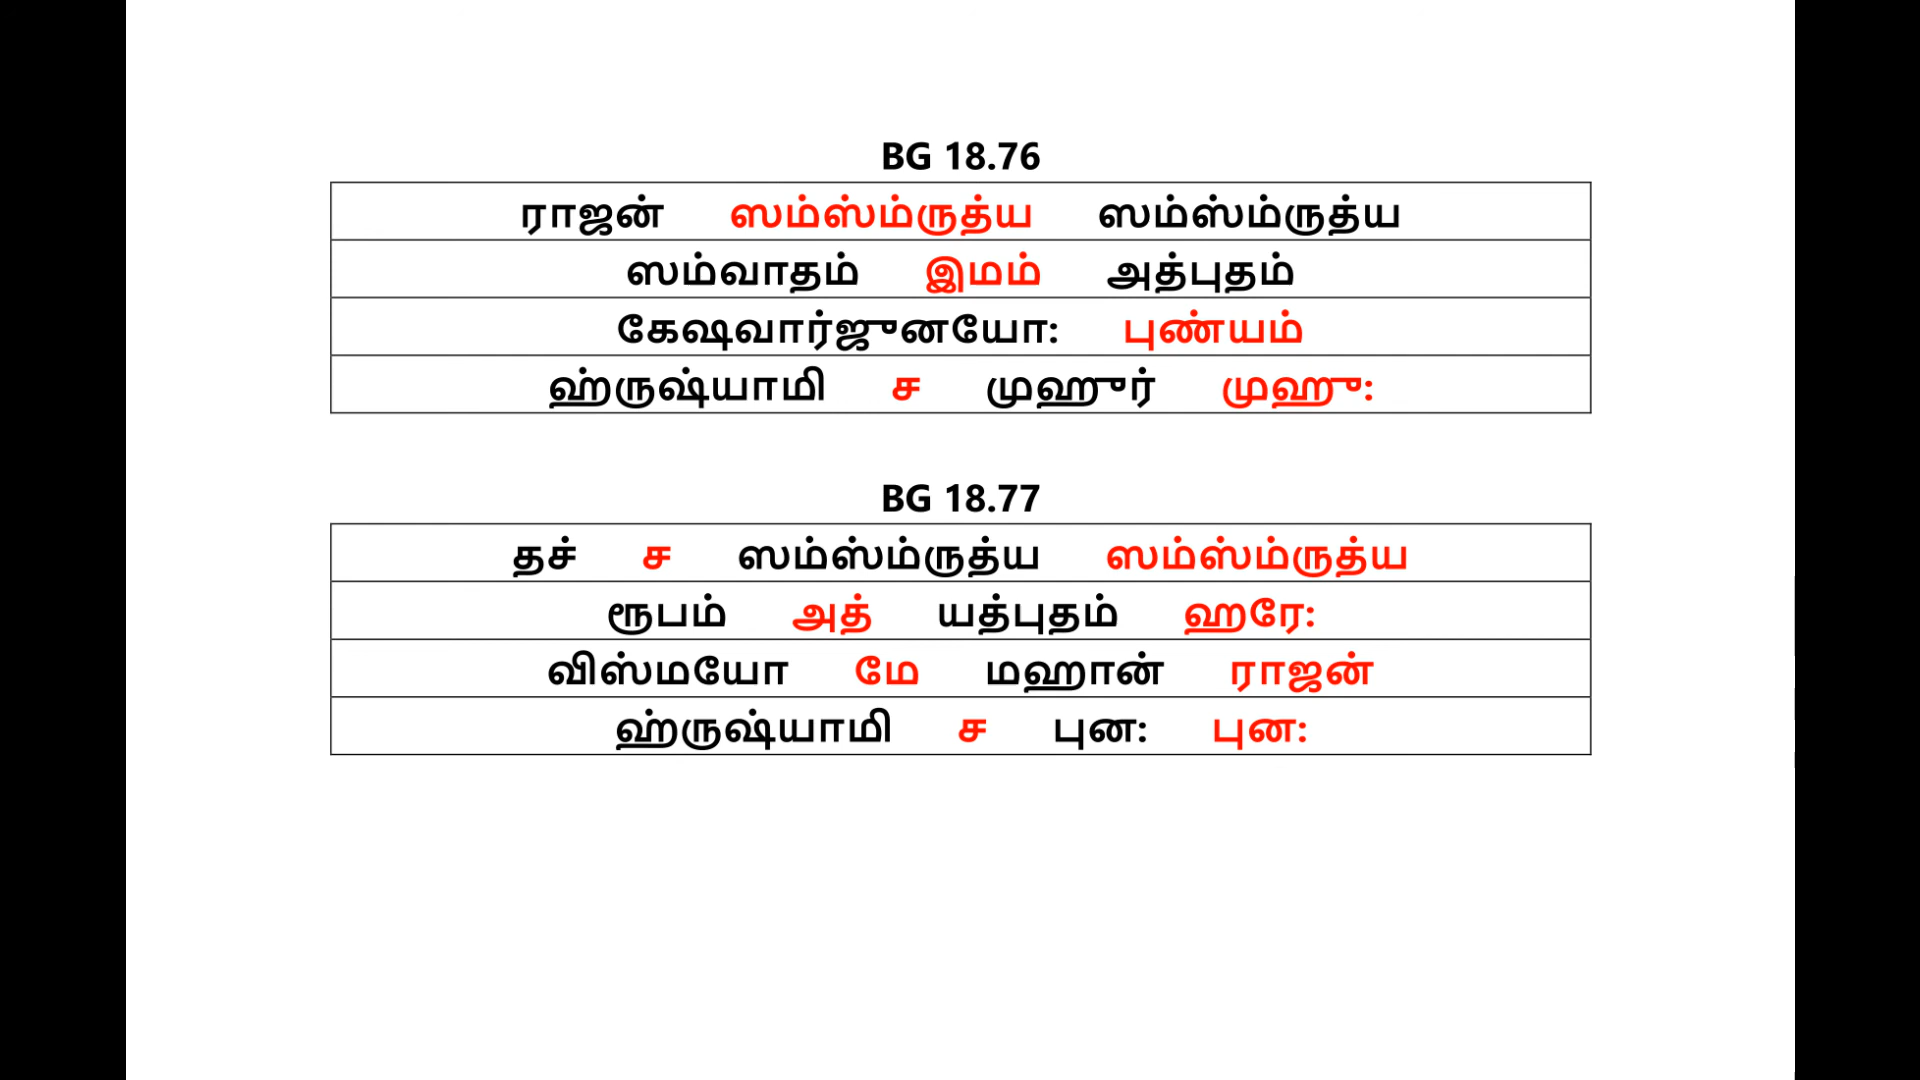 BG 18.76
ராஜன் ஸம்ஸ்ம்ருத்ய ஸம்ஸ்ம்ருத்ய
ஸம்வாதம் இமம் அத்புதம்
கேஷவார்ஜுனயோ: புண்யம்
ஹ்ருஷ்யாமி ச முஹுர் முஹு:
BG 18.77
தச் ச ஸம்ஸ்ம்ருத்ய ஸம்ஸ்ம்ருத்ய
ரூபம் அத் யத்புதம் ஹரே:
விஸ்மயோ மே மஹான் ராஜன்
ஹ்ருஷ்யாமி ச புன: புன: